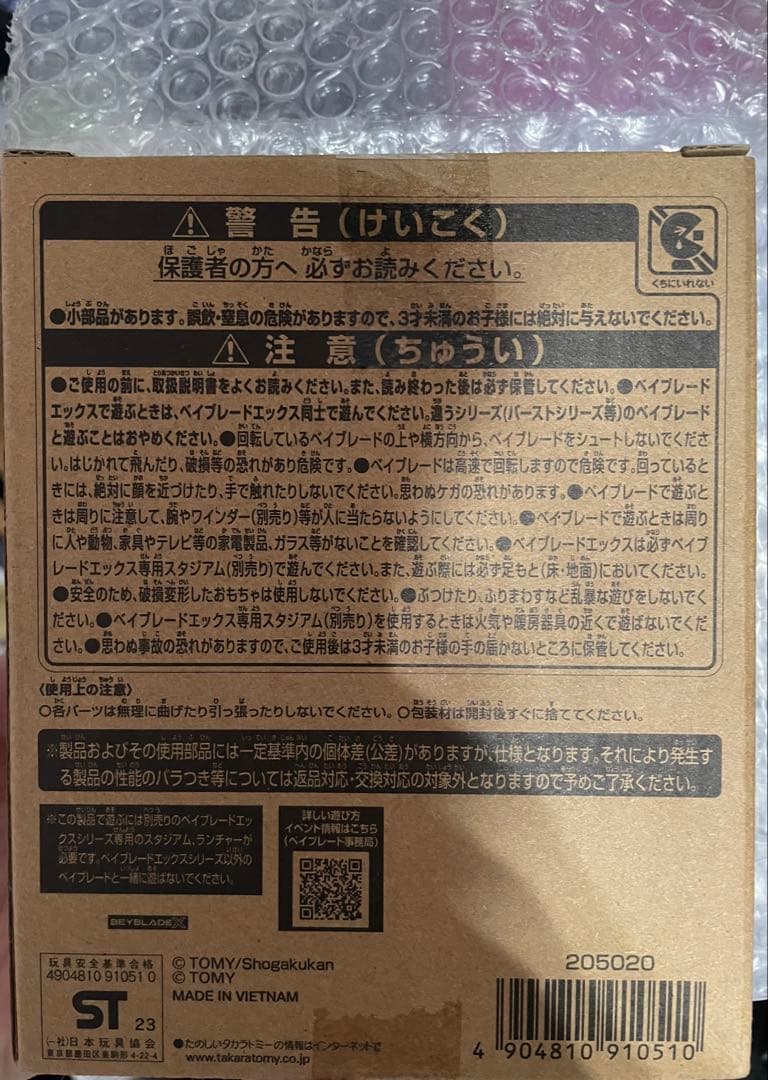 ⚠ 警告(けいこく)
くちにいれない
保護者の方へ 必ずお読みください。
●小部品があります。誤飲・窒息の危険がありますので、3才未満のお子様には絶対に与えないでください。
⚠ 注意(ちゅうい)
●ご使用の前に、取扱説明書をよくお読みください。また、読み終わった後は必ず保管してください。●ベイブレード
エックスで遊ぶときは、ベイブレードエックス同士で遊んでください。違うシリーズ(バーストシリーズ等)のベイブレード
と遊ぶことはおやめください。●回転しているベイブレードの上や横方向から、ベイブレードをシュートしないでくださ
い。はじかれて飛んだり、破損等の恐れがあり危険です。●ベイブレードは高速で回転しますので危険です。回っていると
きには、絶対に顔を近づけたり、手で触れたりしないでください。思わぬケガの恐れがあります。●ベイブレードで遊ぶと
きは周りに注意して、腕やワインダー(別売り)等が人に当たらないようにしてください。●ベイブレードで遊ぶときは周り
に人や動物、家具やテレビ等の家電製品、ガラス等がないことを確認してください。●ベイブレードエックスは必ずベイブ
レードエックス専用スタジアム(別売り)で遊んでください。また、遊ぶ際には必ず足もと(床・地面)においてください。
●安全のため、破損変形したおもちゃは使用しないでください。●ぶつけたり、ふりまわすなど乱暴な遊びをしないでく
ださい。●ベイブレードエックス専用スタジアム(別売り)を使用するときは火気や暖房器具の近くで遊ばないでくだ
さい。●思わぬ事故の恐れがありますので、ご使用後は3才未満のお子様の手の届かないところに保管してください。
〈使用上の注意〉
○各パーツは無理に曲げたり引っ張ったりしないでください。○包装材は開封後すぐに捨ててください。
※製品およびその使用部品には一定基準内の個体差(公差)がありますが、仕様となります。それにより発生す
る製品の性能のバラつき等については返品対応・交換対応の対象外となりますので予めご了承ください。
※この製品で遊ぶには別売りのベイブレードエッ
クスシリーズ専用のスタジアム、ランチャーが
必要です。ベイブレードエックスシリーズ以外の
ベイブレードと一緒に遊ばないでください。
詳しい遊び方
イベント情報はこちら
(ベイブレード事務局)
BEYBLADE X
玩具安全基準合格
4904810 91051 0
ST 23
(一社)日本玩具協会
東京都墨田区東駒形4-22-4
© TOMY/Shogakukan
© TOMY
MADE IN VIETNAM
●たのしいタカラトミーの情報はインターネットで
www.takaratomy.co.jp
205020
4 904810 910510